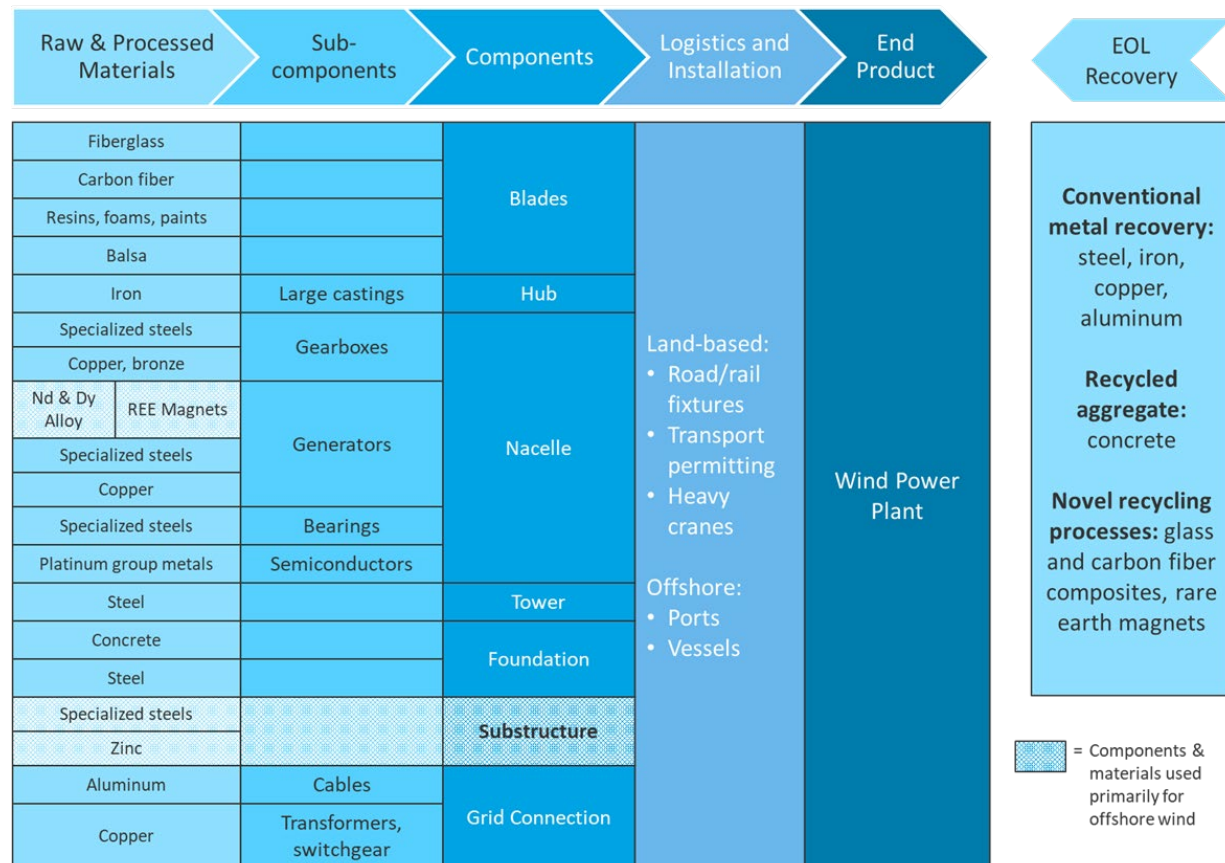 Raw & Processed
Materials
Sub-
components
Components
Logistics and
Installation
End
Product
EOL
Recovery
Fiberglass
Carbon fiber
Resins, foams, paints
Balsa
Blades
Iron
Large castings
Hub
Specialized steels
Copper, bronze
Gearboxes
Nd & Dy
Alloy
REE Magnets
Specialized steels
Copper
Generators
Specialized steels
Bearings
Platinum group metals
Semiconductors
Nacelle
Steel
Tower
Concrete
Steel
Foundation
Specialized steels
Zinc
Substructure
Aluminum
Cables
Copper
Transformers,
switchgear
Grid Connection
Land-based:
• Road/rail
fixtures
• Transport
permitting
• Heavy
cranes
Offshore:
• Ports
• Vessels
Wind Power
Plant
Conventional
metal recovery:
steel, iron,
copper,
aluminum
Recycled
aggregate:
concrete
Novel recycling
processes: glass
and carbon fiber
composites, rare
earth magnets
= Components &
materials used
primarily for
offshore wind